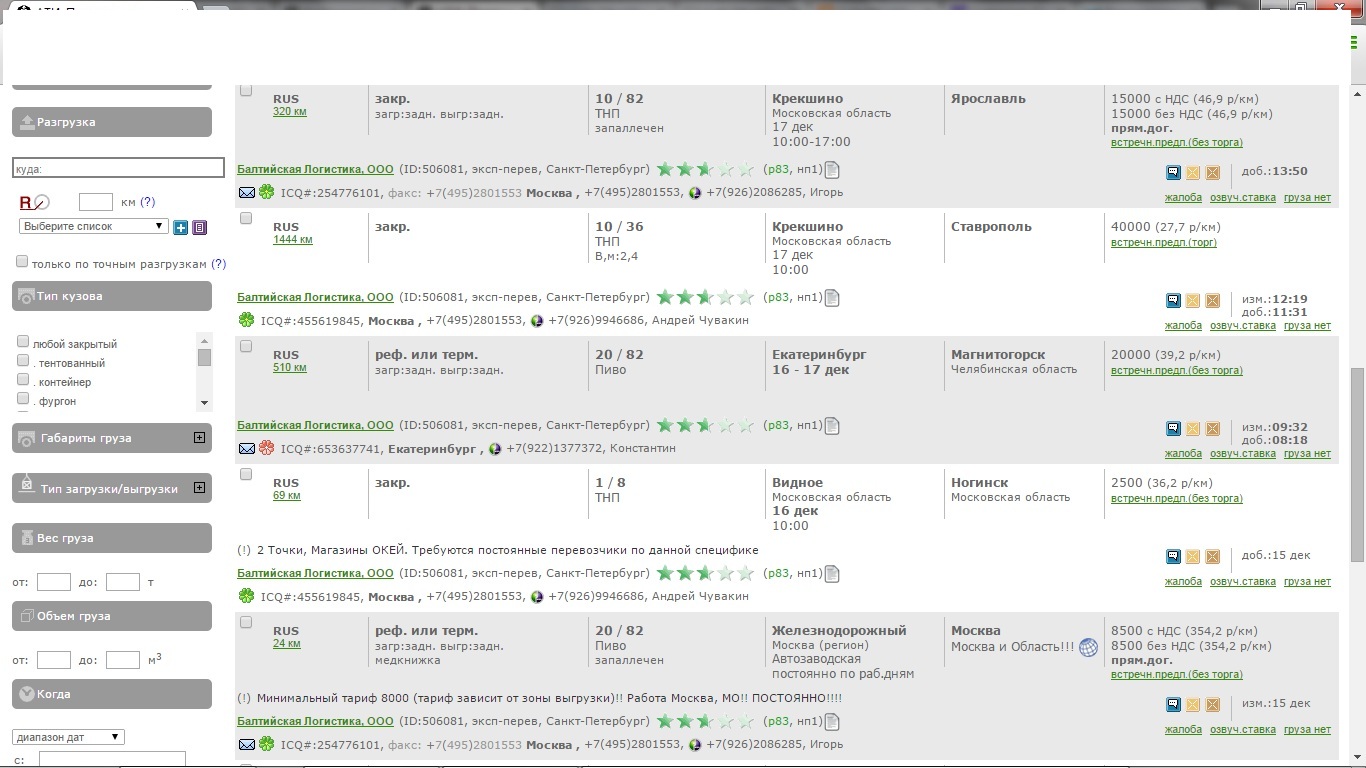 Разгрузка
куда:
R
км (?)
Выберите список
только по точным разгрузкам (?)
Тип кузова
любой закрытый
. тентованный
. контейнер
. фургон
Габариты груза
Тип загрузки/выгрузки
Вес груза
от: до: т
Объем груза
от: до: м3
Когда
диапазон дат
с:
RUS закр. 10 / 82 Крекшино Ярославль 15000 с НДС (46,9 р/км)
320 км загр:задн. выгр:задн. ТНП Московская область 15000 без НДС (46,9 р/км)
запаллечен 17 дек прям.дог.
10:00-17:00 встречн.предл.(без торга)
Балтийская Логистика, ООО (ID:506081, эксп-перев, Санкт-Петербург) (р83, нп1) доб.:13:50
ICQ#:254776101, факс: +7(495)2801553 Москва , +7(495)2801553, +7(926)2086285, Игорь жалоба озвуч.ставка груза нет
RUS закр. 10 / 36 Крекшино Ставрополь 40000 (27,7 р/км)
1444 км ТНП Московская область встречн.предл.(торг)
В,м:2,4 17 дек
10:00
Балтийская Логистика, ООО (ID:506081, эксп-перев, Санкт-Петербург) (р83, нп1) изм.:12:19
доб.:11:31
ICQ#:455619845, Москва , +7(495)2801553, +7(926)9946686, Андрей Чувакин жалоба озвуч.ставка груза нет
RUS реф. или терм. 20 / 82 Екатеринбург Магнитогорск 20000 (39,2 р/км)
510 км загр:задн. выгр:задн. Пиво 16 - 17 дек Челябинская область встречн.предл.(без торга)
Балтийская Логистика, ООО (ID:506081, эксп-перев, Санкт-Петербург) (р83, нп1) изм.:09:32
доб.:08:18
ICQ#:653637741, Екатеринбург , +7(922)1377372, Константин жалоба озвуч.ставка груза нет
RUS закр. 1 / 8 Видное Ногинск 2500 (36,2 р/км)
69 км ТНП Московская область Московская область встречн.предл.(без торга)
16 дек
10:00
(!) 2 Точки, Магазины ОКЕЙ. Требуются постоянные перевозчики по данной специфике доб.:15 дек
Балтийская Логистика, ООО (ID:506081, эксп-перев, Санкт-Петербург) (р83, нп1) жалоба озвуч.ставка груза нет
ICQ#:455619845, Москва , +7(495)2801553, +7(926)9946686, Андрей Чувакин
RUS реф. или терм. 20 / 82 Железнодорожный Москва 8500 с НДС (354,2 р/км)
24 км загр:задн. выгр:задн. Пиво Москва (регион) Москва и Область!!! 8500 без НДС (354,2 р/км)
медкнижка запаллечен Автозаводская прям.дог.
постоянно по раб.дням встречн.предл.(без торга)
(!) Минимальный тариф 8000 (тариф зависит от зоны выгрузки)!! Работа Москва, МО!! ПОСТОЯННО!!!! изм.:15 дек
Балтийская Логистика, ООО (ID:506081, эксп-перев, Санкт-Петербург) (р83, нп1) жалоба озвуч.ставка груза нет
ICQ#:254776101, факс: +7(495)2801553 Москва , +7(495)2801553, +7(926)2086285, Игорь